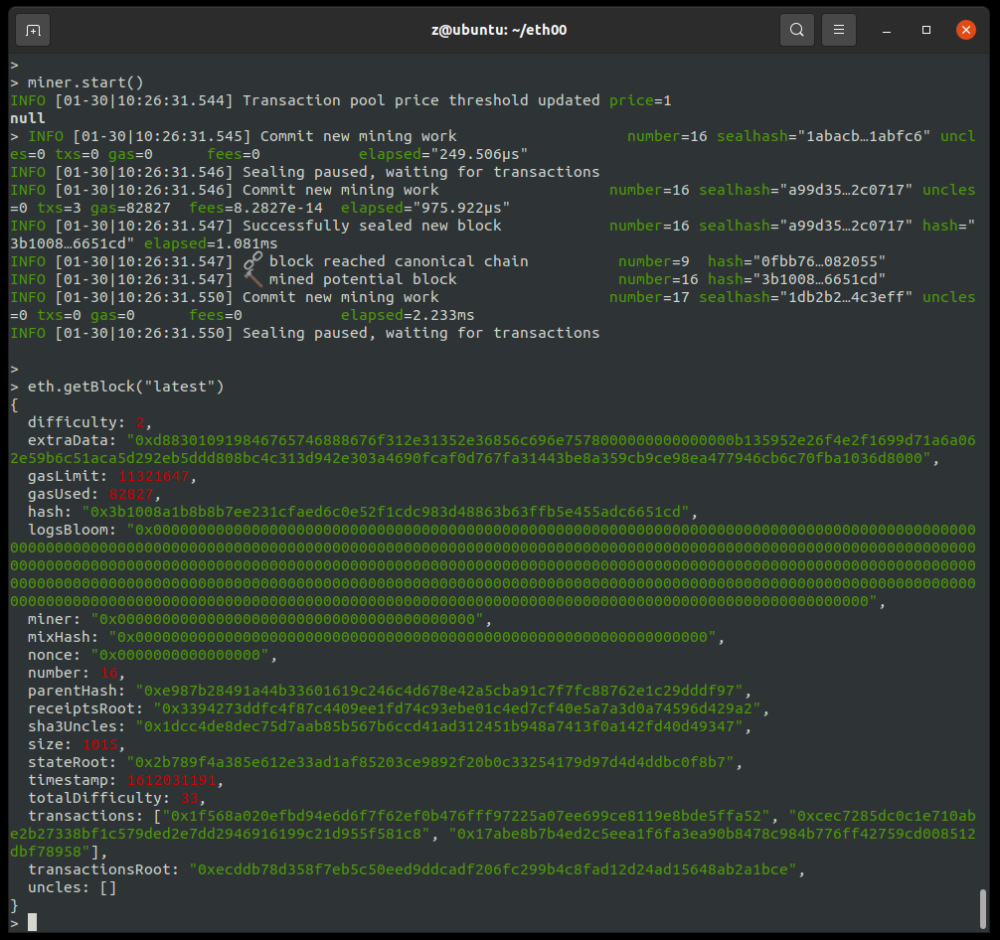 z@ubuntu: ~/eth00
>
> miner.start()
INFO [01-30|10:26:31.544] Transaction pool price threshold updated price=1
null
> INFO [01-30|10:26:31.545] Commit new mining work number=16 sealhash="1abacb…1abfc6" uncl
es=0 txs=0 gas=0 fees=0 elapsed="249.506µs"
INFO [01-30|10:26:31.546] Sealing paused, waiting for transactions
INFO [01-30|10:26:31.546] Commit new mining work number=16 sealhash="a99d35…2c0717" uncles
=0 txs=3 gas=82827 fees=8.2827e-14 elapsed="975.922µs"
INFO [01-30|10:26:31.547] Successfully sealed new block number=16 sealhash="a99d35…2c0717" hash="
3b1008…6651cd" elapsed=1.081ms
INFO [01-30|10:26:31.547] 🔗 block reached canonical chain number=9 hash="0fbb76…082055"
INFO [01-30|10:26:31.547] 🔨 mined potential block number=16 hash="3b1008…6651cd"
INFO [01-30|10:26:31.550] Commit new mining work number=17 sealhash="1db2b2…4c3eff" uncles
=0 txs=0 gas=0 fees=0 elapsed=2.233ms
INFO [01-30|10:26:31.550] Sealing paused, waiting for transactions
>
> eth.getBlock("latest")
{
difficulty: 2,
extraData: "0xd883010919846765746888676f312e31352e36856c696e7578000000000000000b135952e26f4e2f1699d71a6a06
2e59b6c51aca5d292eb5ddd808bc4c313d942e303a4690fcaf0d767fa31443be8a359cb9ce98ea477946cb6c70fba1036d8000",
gasLimit: 11321647,
gasUsed: 82827,
hash: "0x3b1008a1b8b8b7ee231cfaed6c0e52f1cdc983d48863b63ffb5e455adc6651cd",
logsBloom: "0x00000000000000000000000000000000000000000000000000000000000000000000000000000000000000000000
000000000000000000000000000000000000000000000000000000000000000000000000000000000000000000000000000000000000
000000000000000000000000000000000000000000000000000000000000000000000000000000000000000000000000000000000000
000000000000000000000000000000000000000000000000000000000000000000000000000000000000000000000000000000000000
000000000000000000000000000000000000000000000000000000000000000000000000000000000000000000000000",
miner: "0x0000000000000000000000000000000000000000",
mixHash: "0x0000000000000000000000000000000000000000000000000000000000000000",
nonce: "0x0000000000000000",
number: 16,
parentHash: "0xe987b28491a44b33601619c246c4d678e42a5cba91c7f7fc88762e1c29dddf97",
receiptsRoot: "0x3394273ddfc4f87c4409ee1fd74c93ebe01c4ed7cf40e5a7a3d0a74596d429a2",
sha3Uncles: "0x1dcc4de8dec75d7aab85b567b6ccd41ad312451b948a7413f0a142fd40d49347",
size: 1015,
stateRoot: "0x2b789f4a385e612e33ad1af85203ce9892f20b0c33254179d97d4d4ddbc0f8b7",
timestamp: 1612031191,
totalDifficulty: 33,
transactions: ["0x1f568a020efbd94e6d6f7f62ef0b476fff97225a07ee699ce8119e8bde5ffa52", "0xcec7285dc0c1e710ab
e2b27338bf1c579ded2e7dd2946916199c21d955f581c8", "0x17abe8b7b4ed2c5eea1f6fa3ea90b8478c984b776ff42759cd008512
dbf78958"],
transactionsRoot: "0xecddb78d358f7eb5c50eed9ddcadf206fc299b4c8fad12d24ad15648ab2a1bce",
uncles: []
}
>